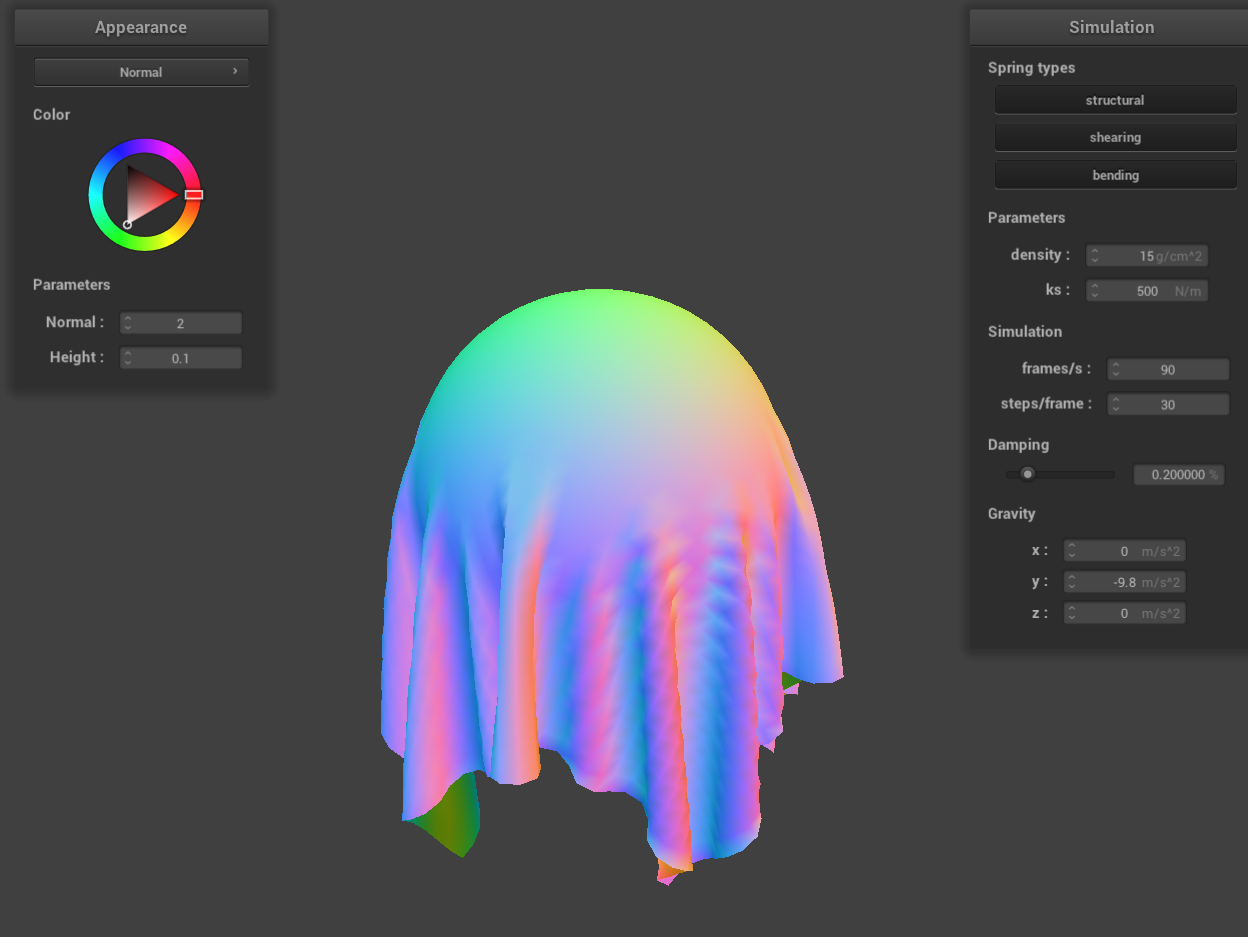 Appearance
Normal
Color
Parameters
Normal : 2
Height : 0.1
Simulation
Spring types
structural
shearing
bending
Parameters
density : 15 g/cm^2
ks : 500 N/m
Simulation
frames/s : 90
steps/frame : 30
Damping
0.200000 %
Gravity
x : 0 m/s^2
y : -9.8 m/s^2
z : 0 m/s^2